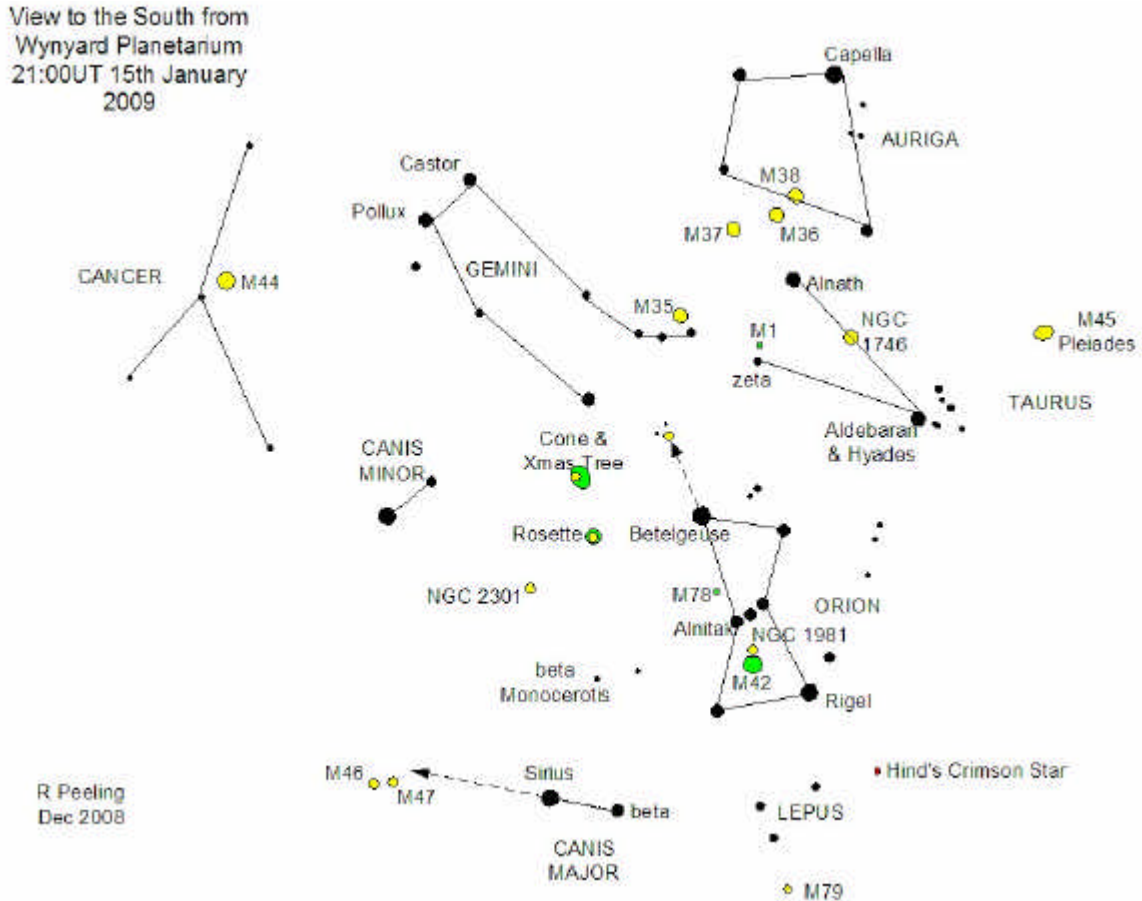 View to the South from
Wynyard Planetarium
21:00UT 15th January
2009
Capella
AURIGA
Castor
M38
Pollux
M37
M36
CANCER
M44
GEMINI
Alnath
M35
NGC
1746
M45
Pleiades
M1
zeta
TAURUS
Aldebaran
& Hyades
CANIS
MINOR
Cone &
Xmas Tree
Rosette
Betelgeuse
NGC 2301
M78
ORION
Alnitak
NGC 1981
beta
Monocerotis
M42
Rigel
M46
M47
Sirius
beta
Hind's Crimson Star
LEPUS
R Peeling
Dec 2008
CANIS
MAJOR
M79